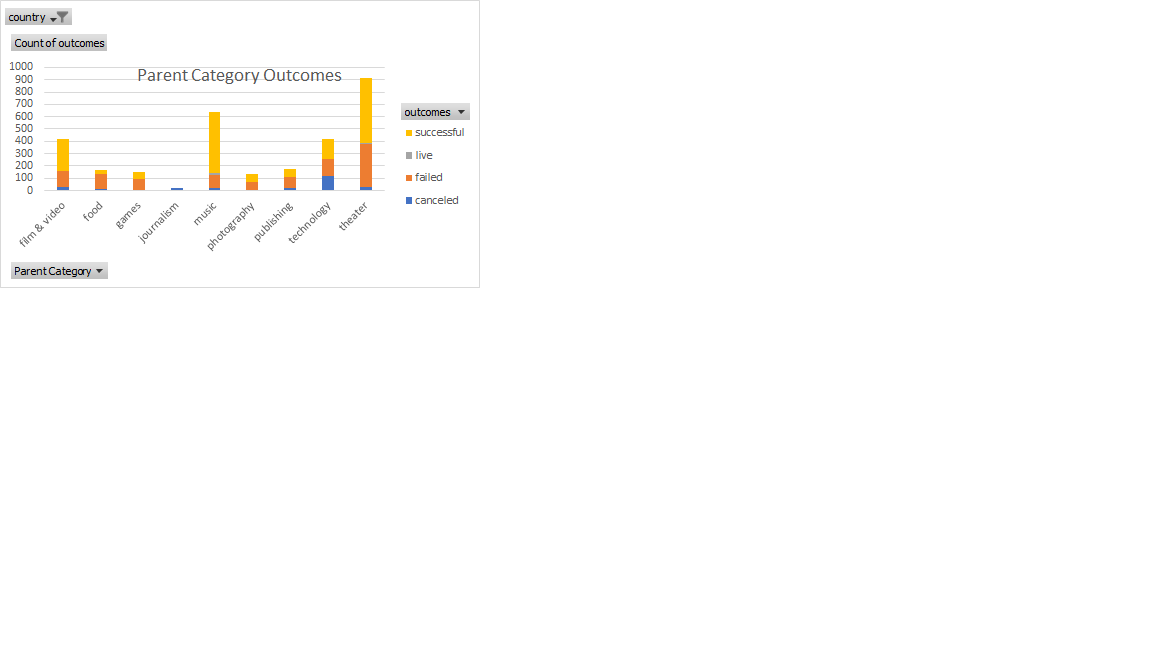 country
Count of outcomes
Parent Category Outcomes
1000
900
800
700
600
500
400
300
200
100
0
film & video
food
games
journalism
music
photography
publishing
technology
theater
outcomes
successful
live
failed
canceled
Parent Category